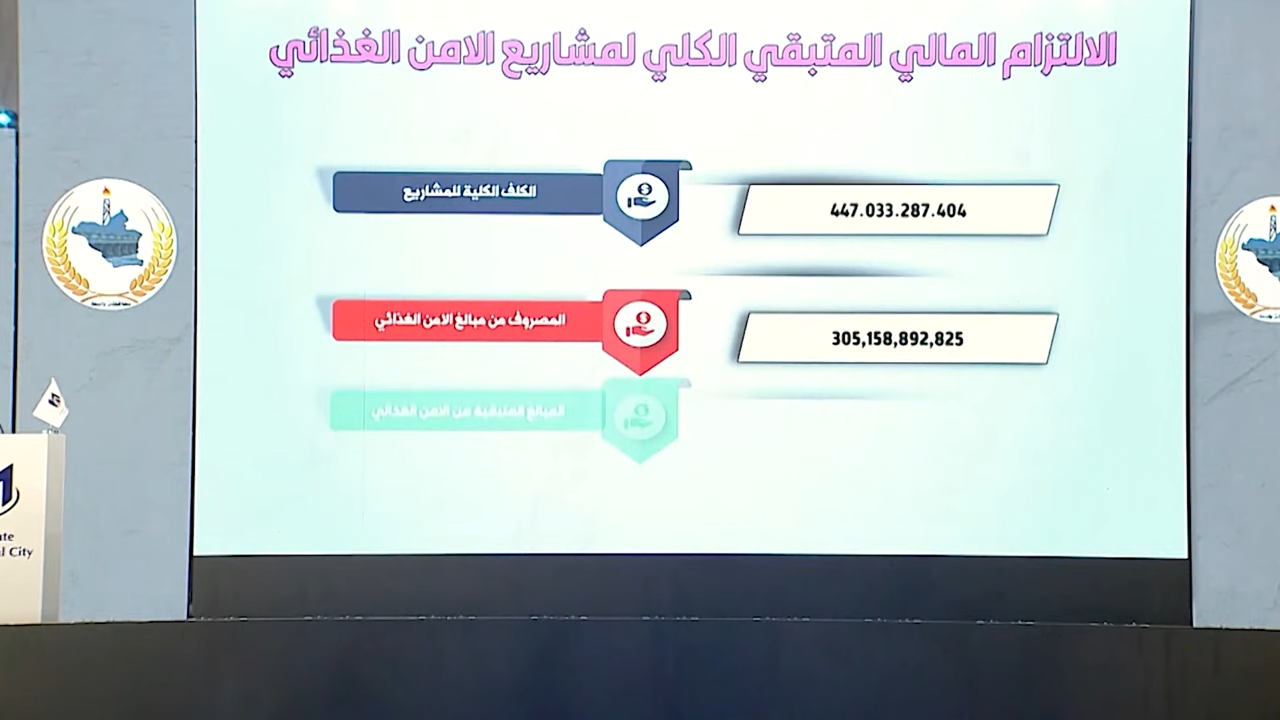 الالتزام المالي المتبقي الكلي لمشاريع الامن الغذائي
الكلف الكلية للمشاريع
447.033.287.404
المصروف من مبالغ الامن الغذائي
305,158,892,825
المبالغ المتبقية من الامن الغذائي
City